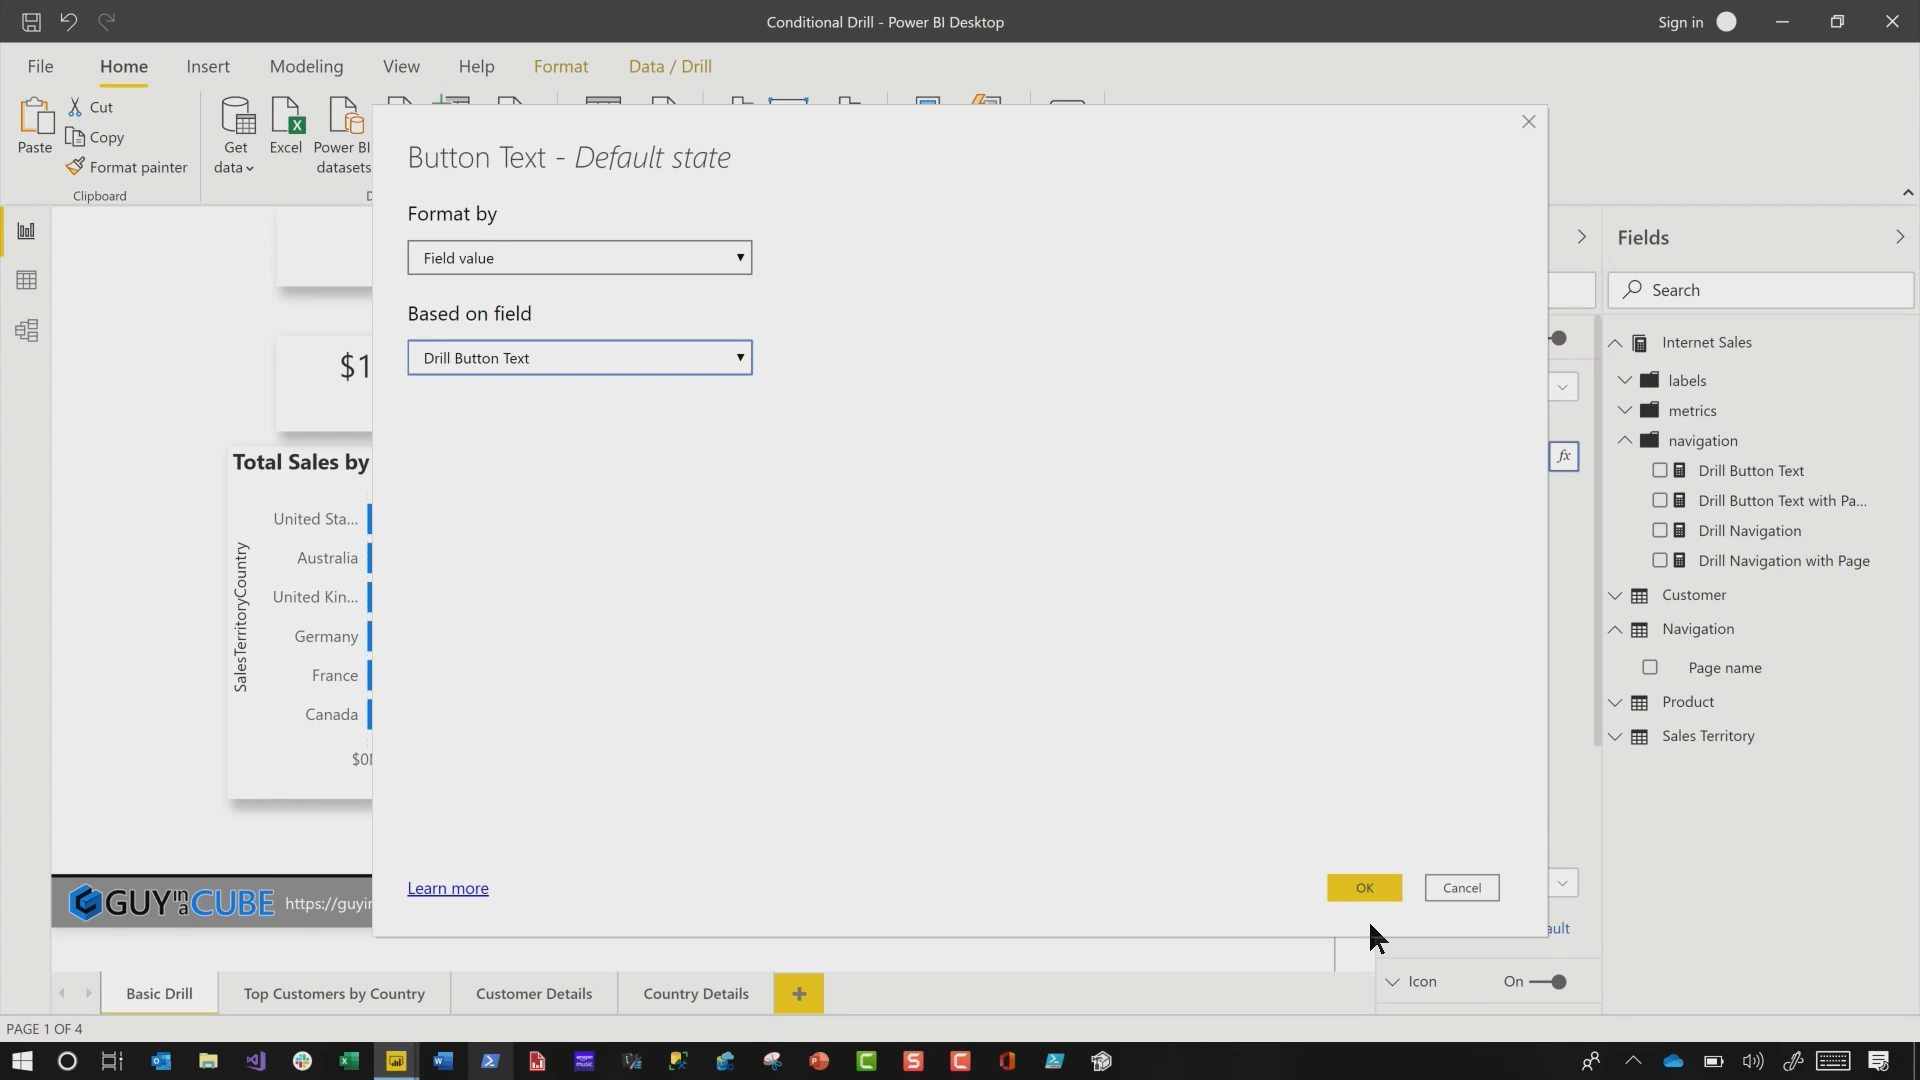 Conditional Drill - Power BI Desktop
Sign in
File
Home
Insert
Modeling
View
Help
Format
Data / Drill
Paste
Cut
Copy
Format painter
Clipboard
Get data
Excel
Power BI datasets
Button Text - Default state
Format by
Field value
Based on field
Drill Button Text
Learn more
OK
Cancel
$1
Total Sales by
SalesTerritoryCountry
United Sta...
Australia
United Kin...
Germany
France
Canada
GUY in a CUBE
https://guyin
fx
ault
Icon
On
Fields
Search
Internet Sales
labels
metrics
navigation
Drill Button Text
Drill Button Text with Pa...
Drill Navigation
Drill Navigation with Page
Customer
Navigation
Page name
Product
Sales Territory
Basic Drill
Top Customers by Country
Customer Details
Country Details
+
PAGE 1 OF 4